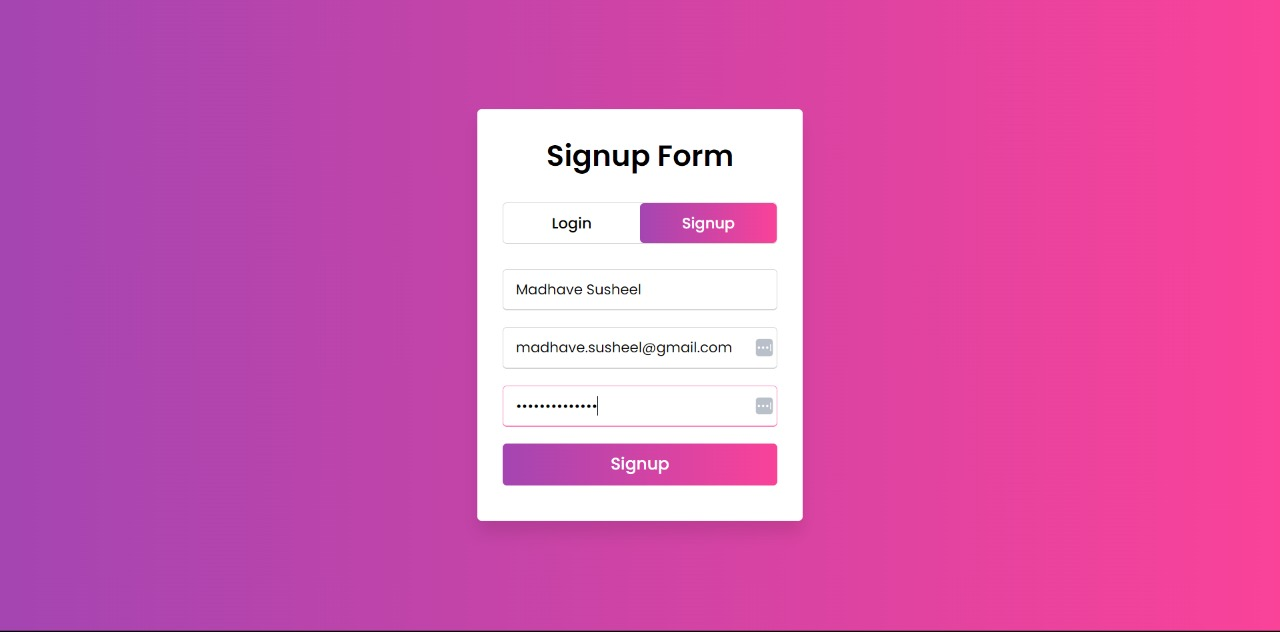 Signup Form
Login Signup
Madhave Susheel
madhave.susheel@gmail.com
••••••••••••••
Signup